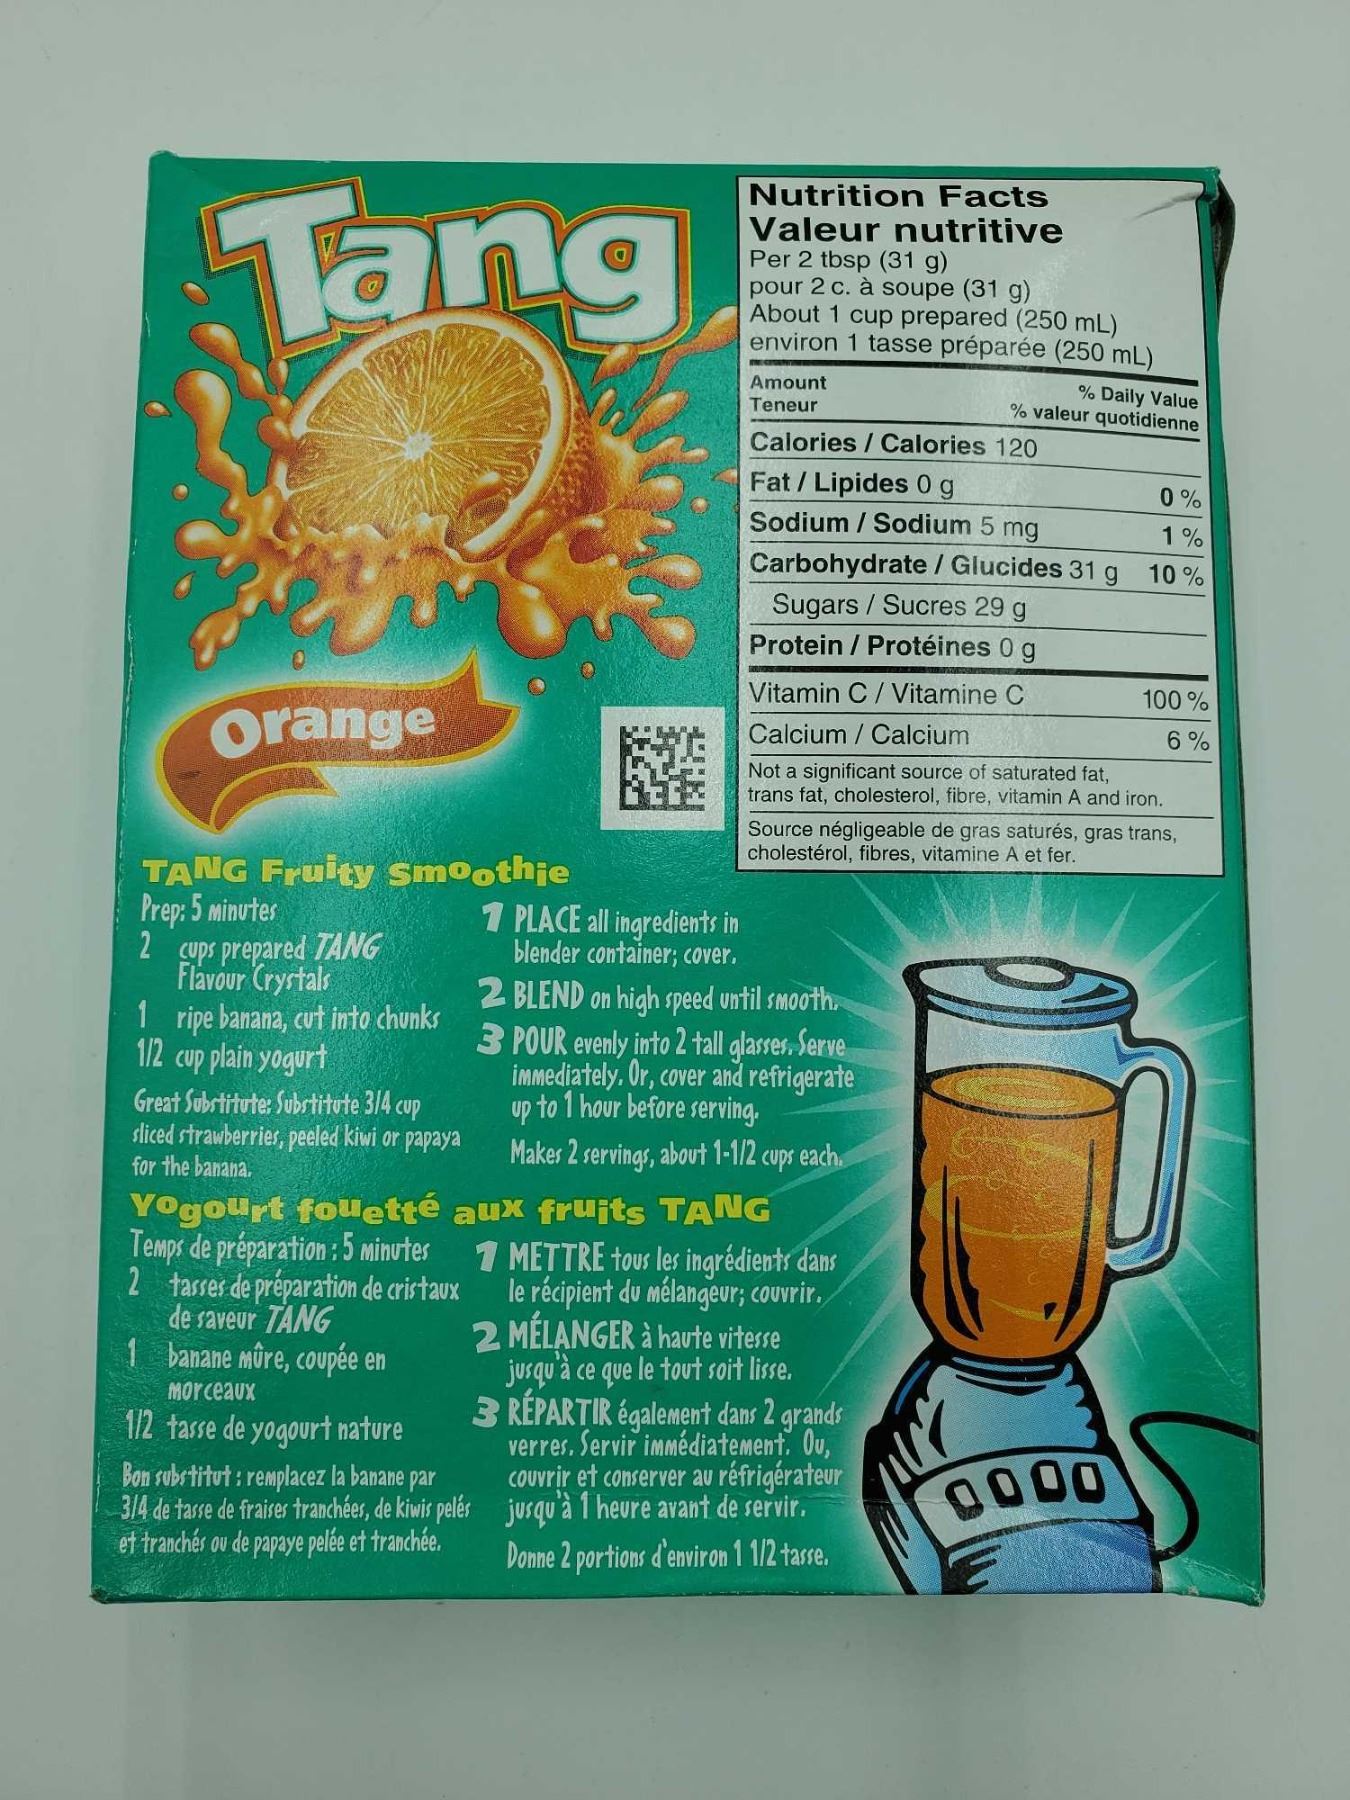 Tang
Orange
Nutrition Facts
Valeur nutritive
Per 2 tbsp (31 g)
pour 2 c. à soupe (31 g)
About 1 cup prepared (250 mL)
environ 1 tasse préparée (250 mL)
Amount % Daily Value
Teneur % valeur quotidienne
Calories / Calories 120
Fat / Lipides 0 g 0 %
Sodium / Sodium 5 mg 1 %
Carbohydrate / Glucides 31 g 10 %
Sugars / Sucres 29 g
Protein / Protéines 0 g
Vitamin C / Vitamine C 100 %
Calcium / Calcium 6 %
Not a significant source of saturated fat,
trans fat, cholesterol, fibre, vitamin A and iron.
Source négligeable de gras saturés, gras trans,
cholestérol, fibres, vitamine A et fer.
TANG Fruity Smoothie
Prep: 5 minutes
2 cups prepared TANG
Flavour Crystals
1 ripe banana, cut into chunks
1/2 cup plain yogurt
Great Substitute: Substitute 3/4 cup
sliced strawberries, peeled kiwi or papaya
for the banana.
1 PLACE all ingredients in
blender container; cover.
2 BLEND on high speed until smooth.
3 POUR evenly into 2 tall glasses. Serve
immediately. Or, cover and refrigerate
up to 1 hour before serving.
Makes 2 servings, about 1-1/2 cups each.
Yogourt fouetté aux fruits TANG
Temps de préparation : 5 minutes
2 tasses de préparation de cristaux
de saveur TANG
1 banane mûre, coupée en
morceaux
1/2 tasse de yogourt nature
Bon substitut : remplacez la banane par
3/4 de tasse de fraises tranchées, de kiwis pelés
et tranchés ou de papaye pelée et tranchée.
1 METTRE tous les ingrédients dans
le récipient du mélangeur; couvrir.
2 MÉLANGER à haute vitesse
jusqu'à ce que le tout soit lisse.
3 RÉPARTIR également dans 2 grands
verres. Servir immédiatement. Ou,
couvrir et conserver au réfrigérateur
jusqu'à 1 heure avant de servir.
Donne 2 portions d'environ 1 1/2 tasse.